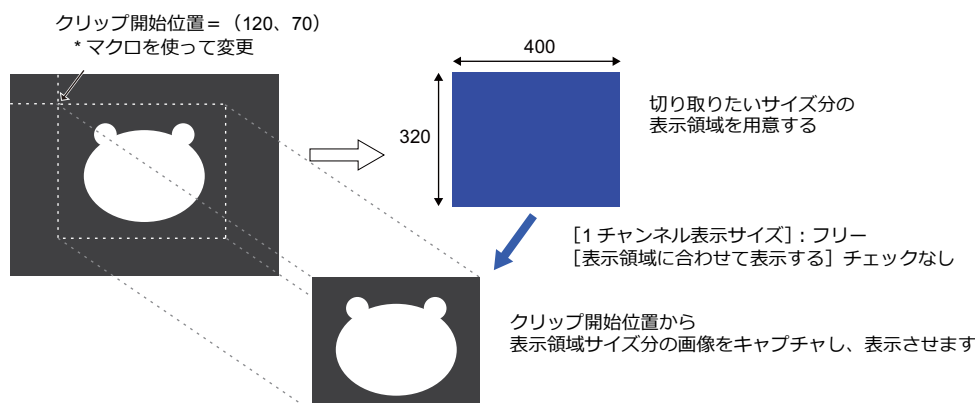 クリップ開始位置＝（120、70）
* マクロを使って変更
400
320
切り取りたいサイズ分の
表示領域を用意する
［1 チャンネル表示サイズ］: フリー
［表示領域に合わせて表示する］チェックなし
クリップ開始位置から
表示領域サイズ分の画像をキャプチャし、表示させます